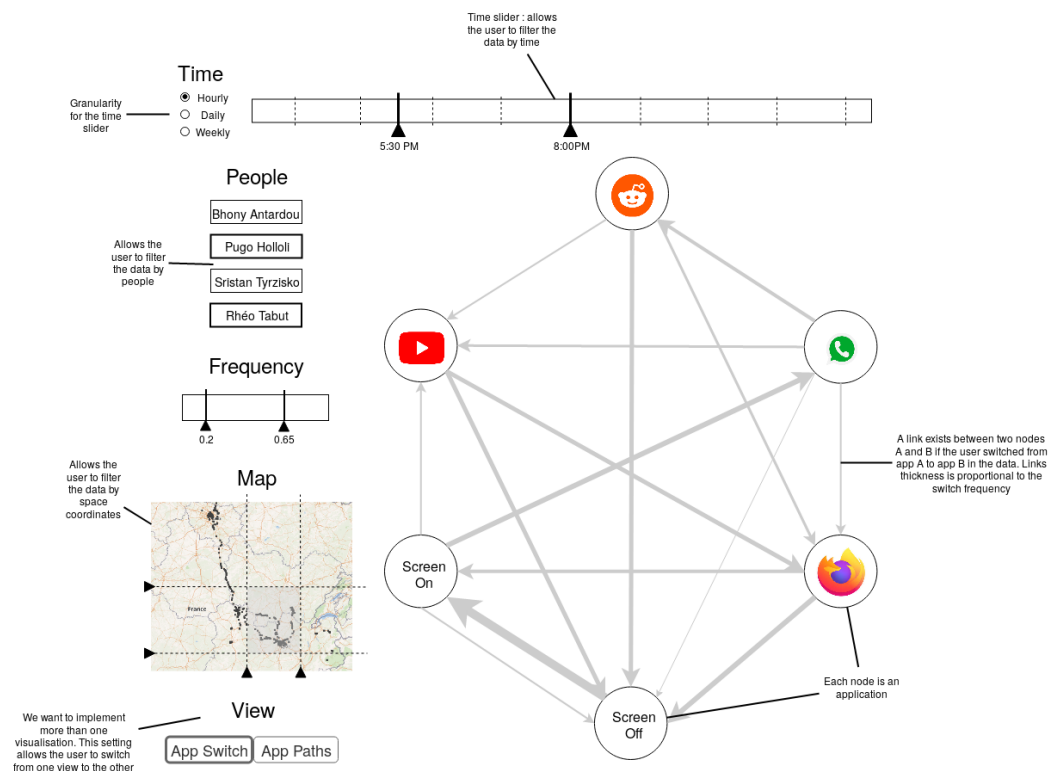 Time slider : allows
the user to filter the
data by time
Time
Granularity
for the time
slider
Hourly
Daily
Weekly
5:30 PM
8:00PM
People
Bhony Antardou
Pugo Holloli
Sristan Tyrzisko
Rhéo Tabut
Allows the
user to filter
the data by
people
Frequency
0.2
0.65
Allows the
user to filter
the data by
space
coordinates
Map
France
View
We want to implement
more than one
visualisation. This setting
allows the user to switch
from one view to the other
App Switch
App Paths
Screen
On
Screen
Off
A link exists between two nodes
A and B if the user switched from
app A to app B in the data. Links
thickness is proportional to the
switch frequency
Each node is an
application